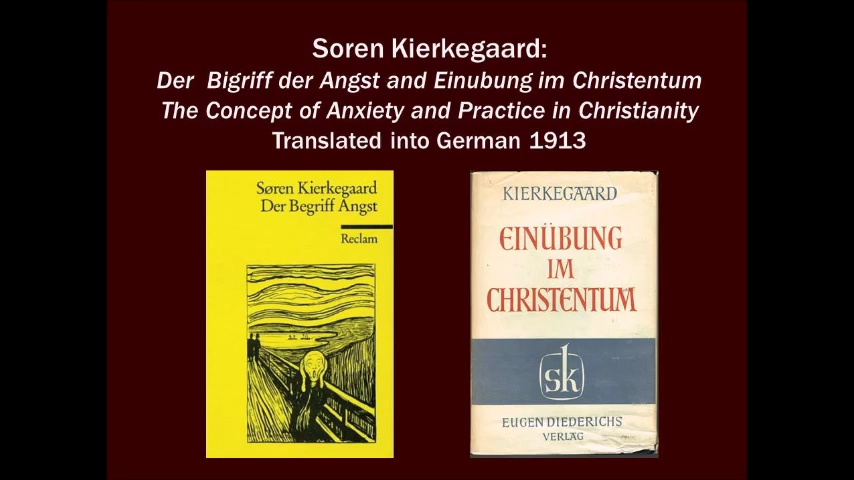 Soren Kierkegaard:
Der Bigriff der Angst and Einubung im Christentum
The Concept of Anxiety and Practice in Christianity
Translated into German 1913
Søren Kierkegaard
Der Begriff Angst
Reclam
KIERKEGAARD
EINÜBUNG
IM
CHRISTENTUM
sk
EUGEN DIEDERICHS
VERLAG